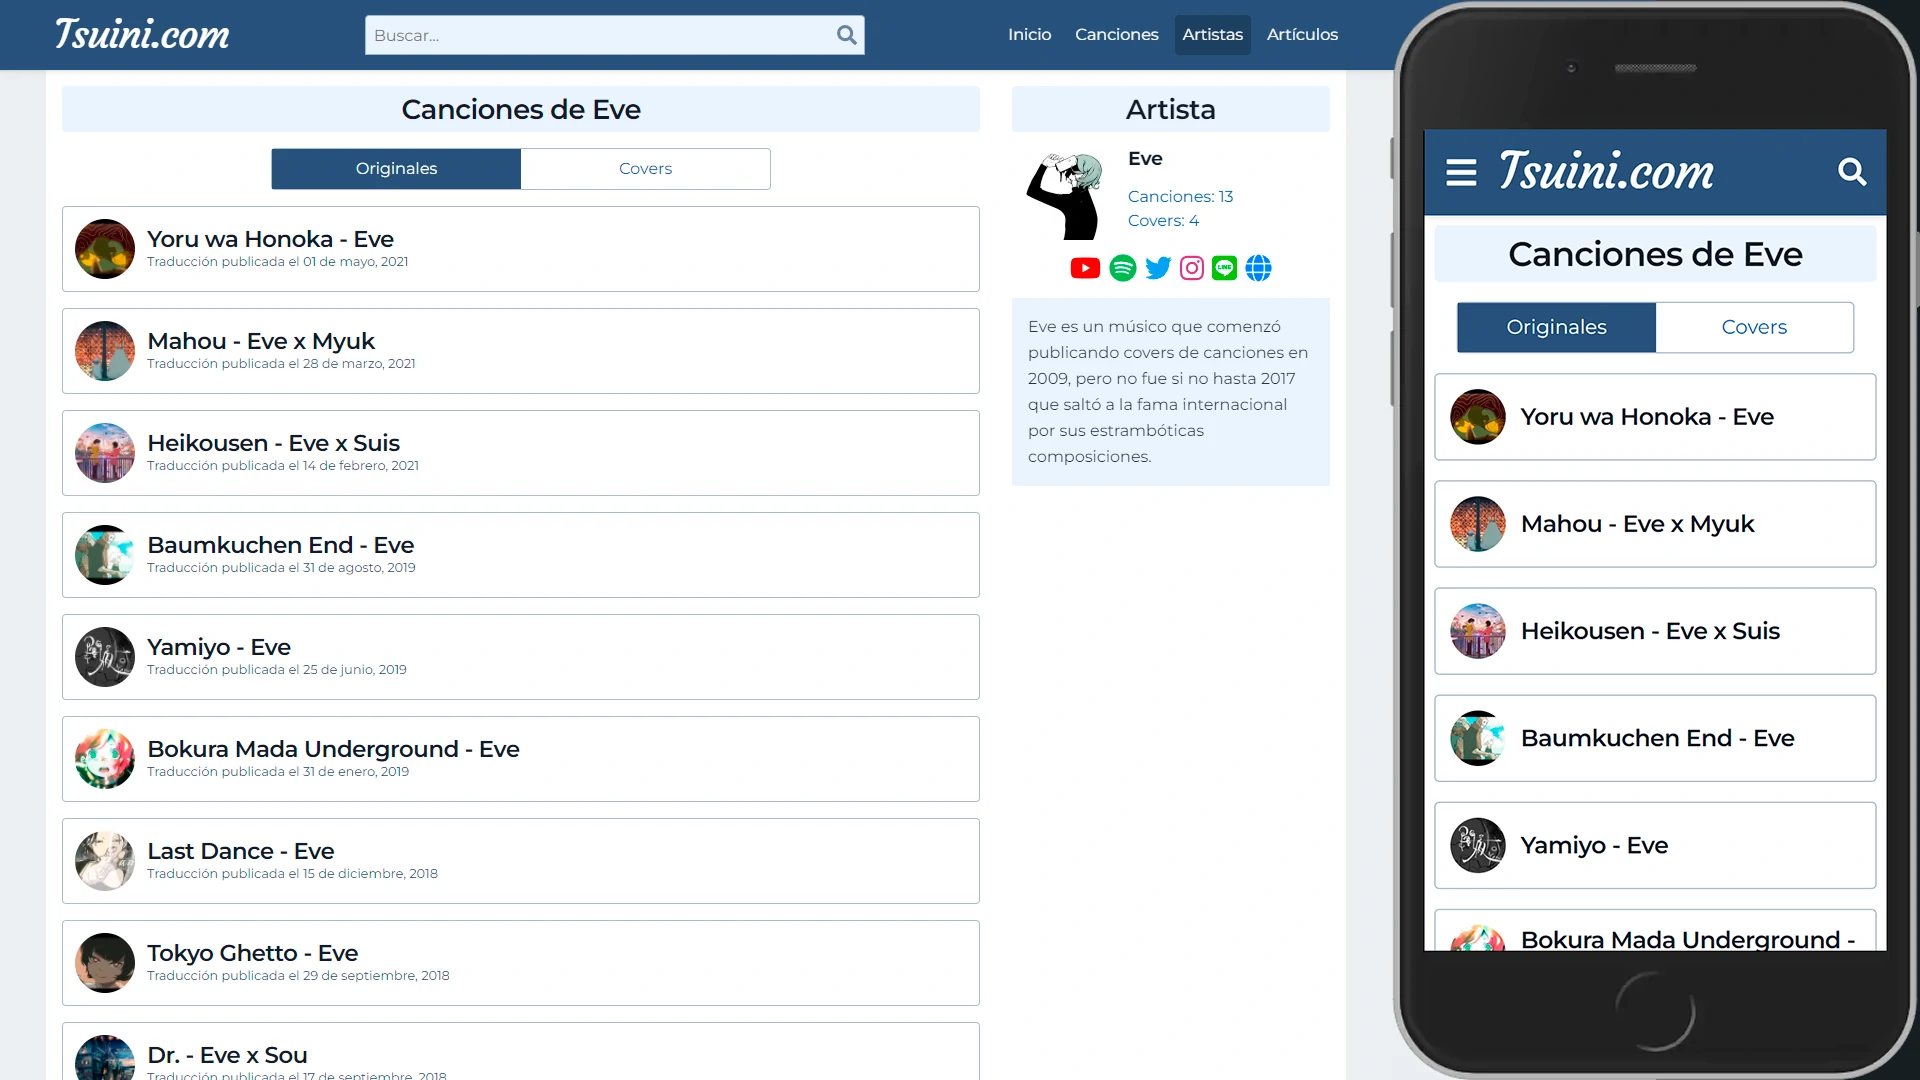 Tsuini.com
Buscar...
Inicio
Canciones
Artistas
Artículos
Canciones de Eve
Originales
Covers
Yoru wa Honoka - Eve
Traducción publicada el 01 de mayo, 2021
Mahou - Eve x Myuk
Traducción publicada el 28 de marzo, 2021
Heikousen - Eve x Suis
Traducción publicada el 14 de febrero, 2021
Baumkuchen End - Eve
Traducción publicada el 31 de agosto, 2019
Yamiyo - Eve
Traducción publicada el 25 de junio, 2019
Bokura Mada Underground - Eve
Traducción publicada el 31 de enero, 2019
Last Dance - Eve
Traducción publicada el 15 de diciembre, 2018
Tokyo Ghetto - Eve
Traducción publicada el 29 de septiembre, 2018
Dr. - Eve x Sou
Traducción publicada el 17 de septiembre, 2018
Artista
Eve
Canciones: 13
Covers: 4
LINE
Eve es un músico que comenzó
publicando covers de canciones en
2009, pero no fue si no hasta 2017
que saltó a la fama internacional
por sus estrambóticas
composiciones.
Tsuini.com
Canciones de Eve
Originales
Covers
Yoru wa Honoka - Eve
Mahou - Eve x Myuk
Heikousen - Eve x Suis
Baumkuchen End - Eve
Yamiyo - Eve
Bokura Mada Underground -